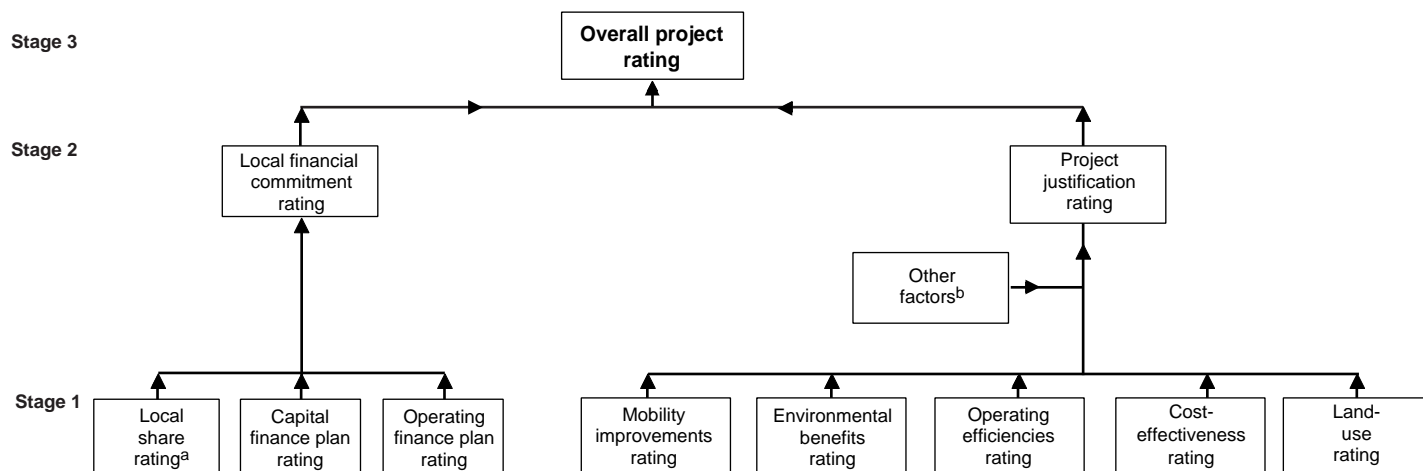 Stage 3
Overall project
rating
Stage 2
Local financial
commitment
rating
Project
justification
rating
Other
factorsb
Stage 1
Local
share
ratinga
Capital
finance plan
rating
Operating
finance plan
rating
Mobility
improvements
rating
Environmental
benefits
rating
Operating
efficiencies
rating
Cost-
effectiveness
rating
Land-
use
rating